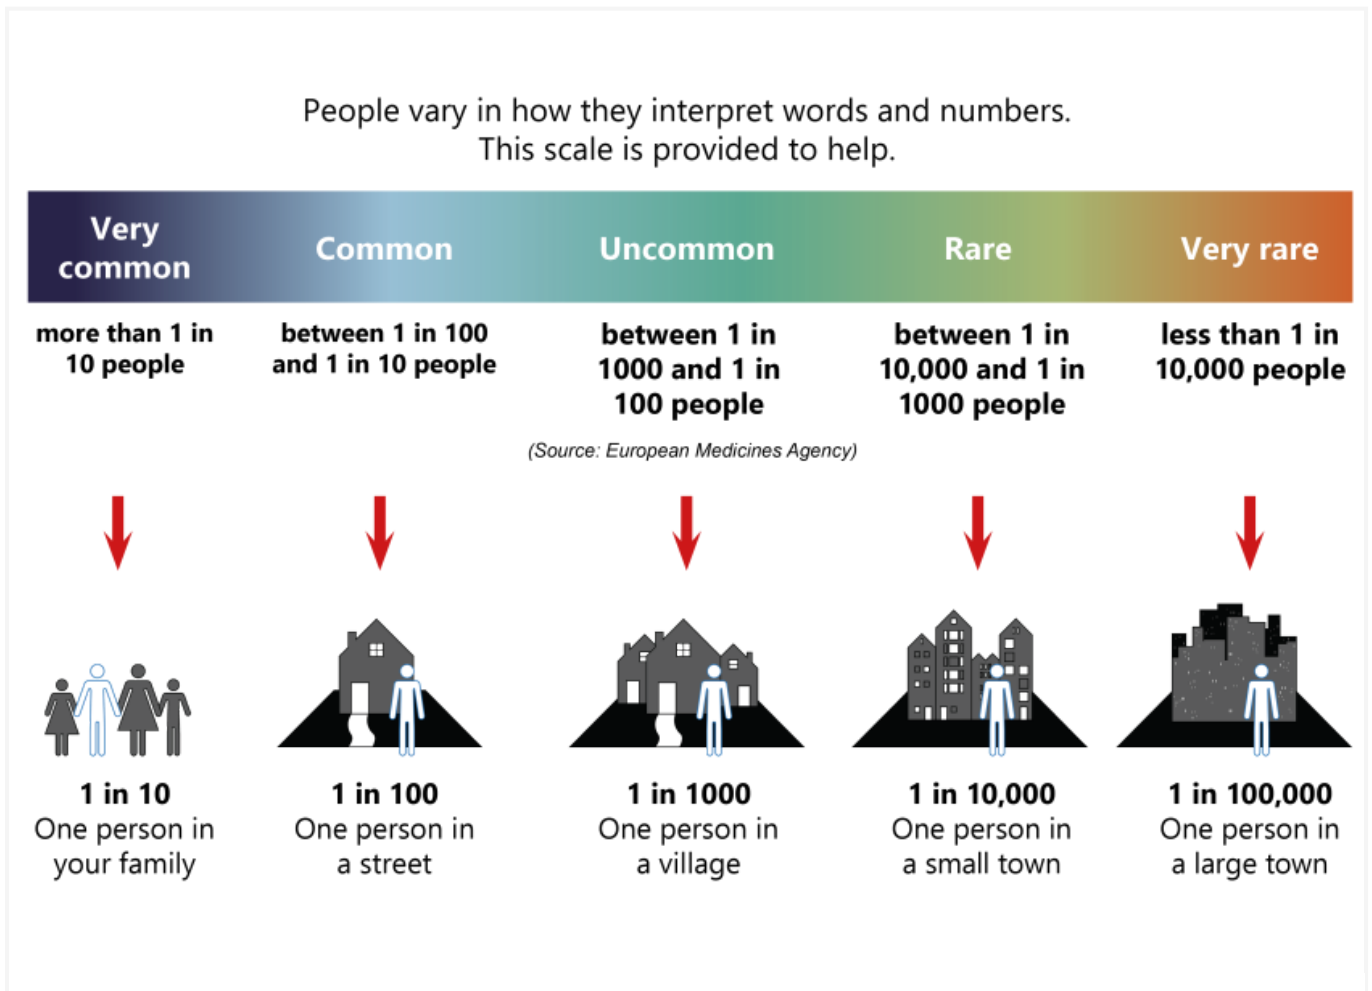 People vary in how they interpret words and numbers.
This scale is provided to help.
Very
common
Common
Uncommon
Rare
Very rare
more than 1 in
10 people
between 1 in 100
and 1 in 10 people
between 1 in
1000 and 1 in
100 people
between 1 in
10,000 and 1 in
1000 people
less than 1 in
10,000 people
(Source: European Medicines Agency)
1 in 10
One person in
your family
1 in 100
One person in
a street
1 in 1000
One person in
a village
1 in 10,000
One person in
a small town
1 in 100,000
One person in
a large town